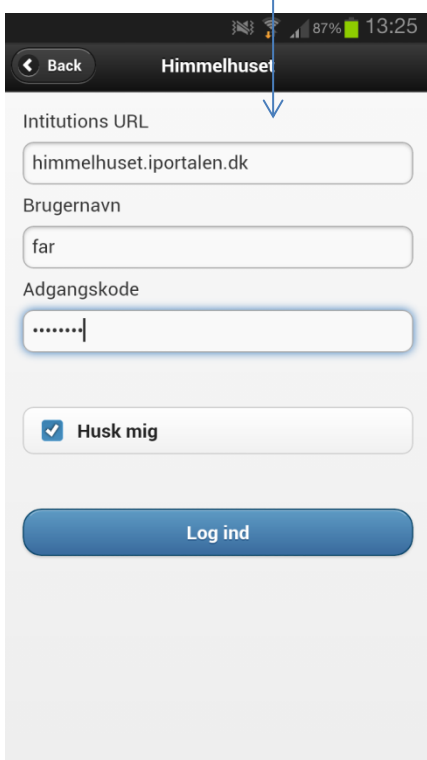 87% 13:25
Back Himmelhuset
Intitutions URL
himmelhuset.iportalen.dk
Brugernavn
far
Adgangskode
••••••••
Husk mig
Log ind